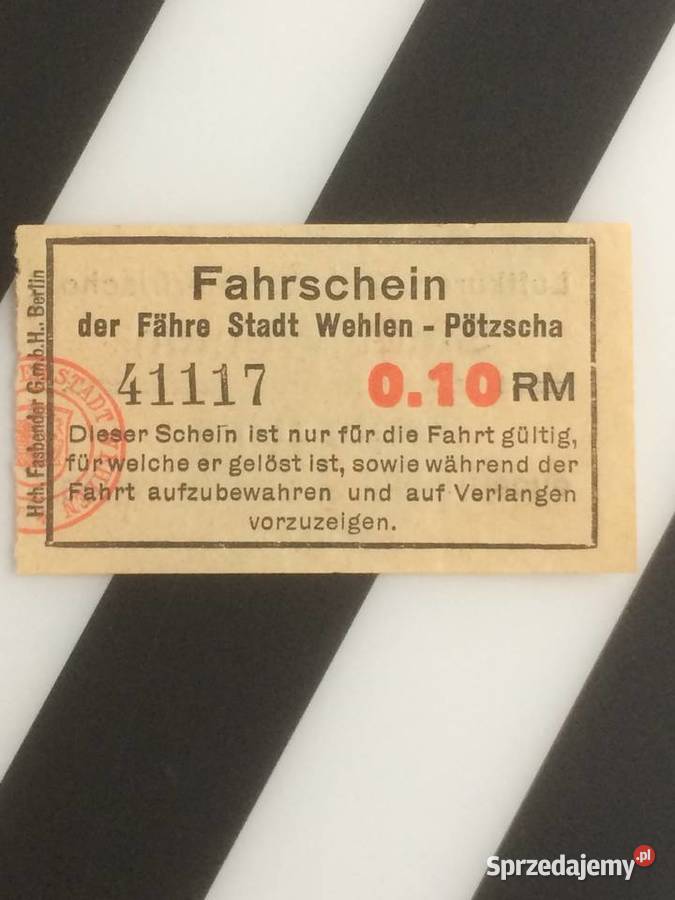 Fahrschein
der Fähre Stadt Wehlen - Pötzscha
41117 0.10 RM
Dieser Schein ist nur für die Fahrt gültig,
für welche er gelöst ist, sowie während der
Fahrt aufzubewahren und auf Verlangen
vorzuzeigen.
Hch. Fasbender G.m.b.H., Berlin
STADT
Sprzedajemy.pl